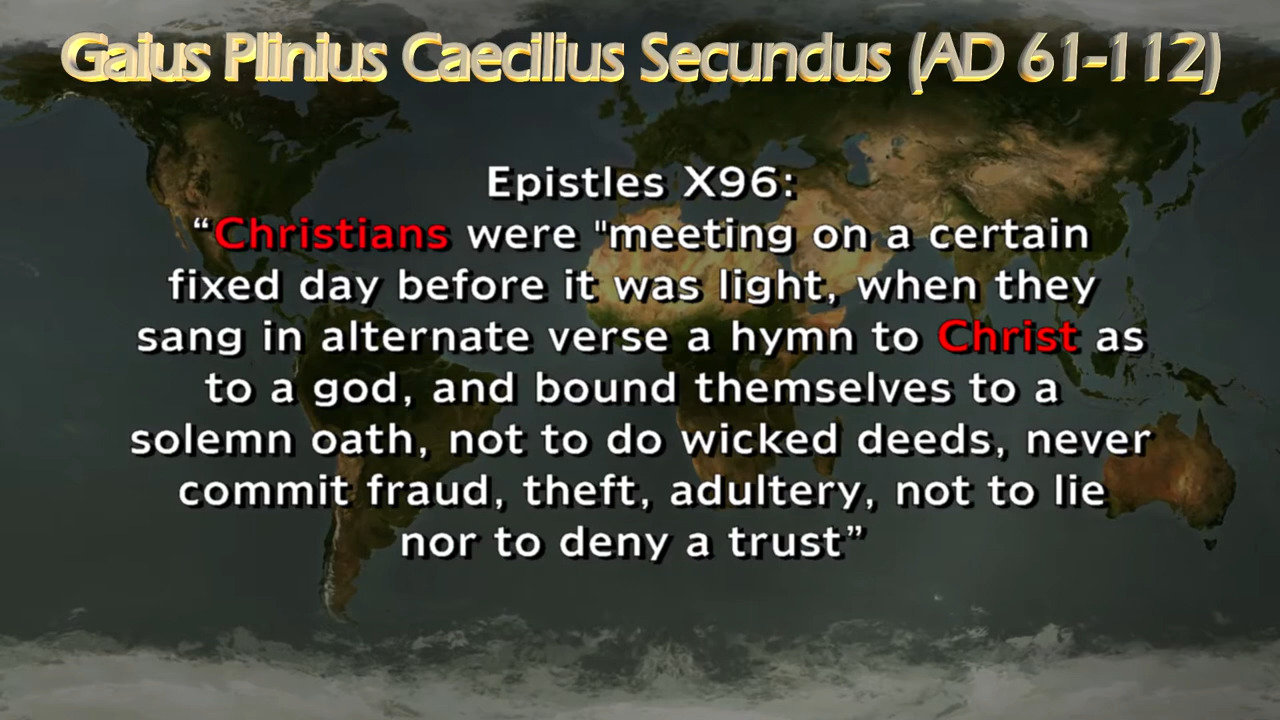 Gaius Plinius Caecilius Secundus (AD 61-112)
Epistles X96:
“Christians were "meeting on a certain
fixed day before it was light, when they
sang in alternate verse a hymn to Christ as
to a god, and bound themselves to a
solemn oath, not to do wicked deeds, never
commit fraud, theft, adultery, not to lie
nor to deny a trust”